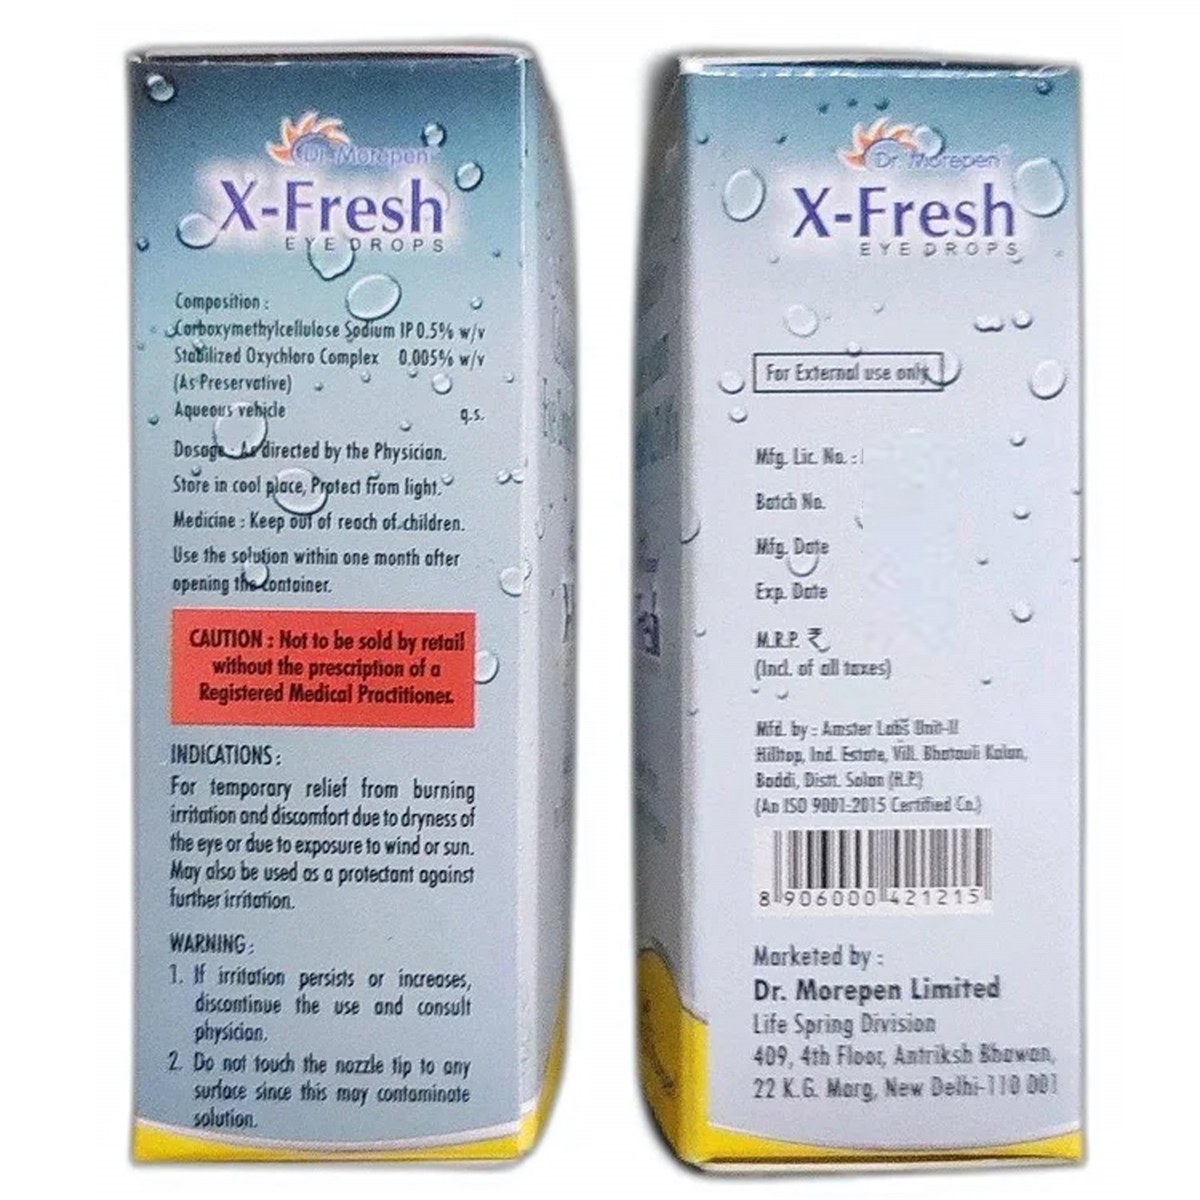 Dr. Morepen
X-Fresh
EYE DROPS
Composition :
Carboxymethylcellulose Sodium IP 0.5% w/v
Stabilized Oxychloro Complex 0.005% w/v
(As Preservative)
Aqueous vehicle q.s.
Dosage : As directed by the Physician.
Store in cool place, Protect from light.
Medicine : Keep out of reach of children.
Use the solution within one month after
opening the container.
CAUTION : Not to be sold by retail
without the prescription of a
Registered Medical Practitioner.
INDICATIONS :
For temporary relief from burning
irritation and discomfort due to dryness of
the eye or due to exposure to wind or sun.
May also be used as a protectant against
further irritation.
WARNING :
1. If irritation persists or increases,
discontinue the use and consult
physician.
2. Do not touch the nozzle tip to any
surface since this may contaminate
solution.
Dr. Morepen
X-Fresh
EYE DROPS
For External use only
Mfg. Lic. No. :
Batch No.
Mfg. Date
Exp. Date
M.R.P. ₹
(Incl. of all taxes)
Mfd. by : Amster Labs Unit-II
Hilltop, Ind. Estate, Vill. Bhatauli Kalan,
Baddi, Distt. Solan (H.P.)
(An ISO 9001-2015 Certified Co.)
8 906000 421215
Marketed by :
Dr. Morepen Limited
Life Spring Division
409, 4th Floor, Antriksh Bhawan,
22 K.G. Marg, New Delhi-110 001